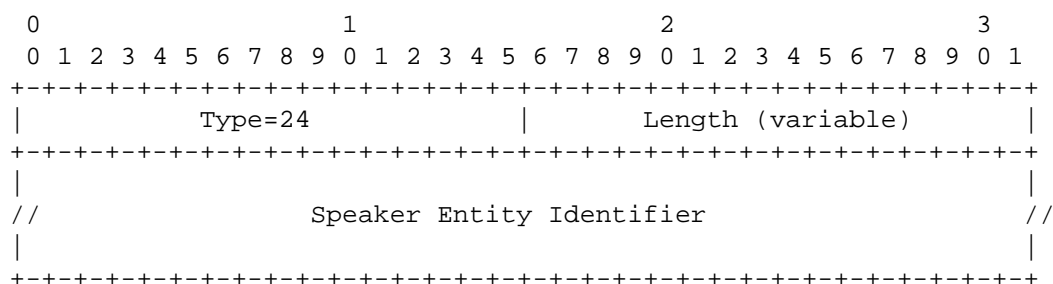 0                   1                   2                   3
 0 1 2 3 4 5 6 7 8 9 0 1 2 3 4 5 6 7 8 9 0 1 2 3 4 5 6 7 8 9 0 1
+-+-+-+-+-+-+-+-+-+-+-+-+-+-+-+-+-+-+-+-+-+-+-+-+-+-+-+-+-+-+-+-+
|           Type=24             |       Length (variable)       |
+-+-+-+-+-+-+-+-+-+-+-+-+-+-+-+-+-+-+-+-+-+-+-+-+-+-+-+-+-+-+-+-+
|                                                               |
//                 Speaker Entity Identifier                    //
|                                                               |
+-+-+-+-+-+-+-+-+-+-+-+-+-+-+-+-+-+-+-+-+-+-+-+-+-+-+-+-+-+-+-+-+